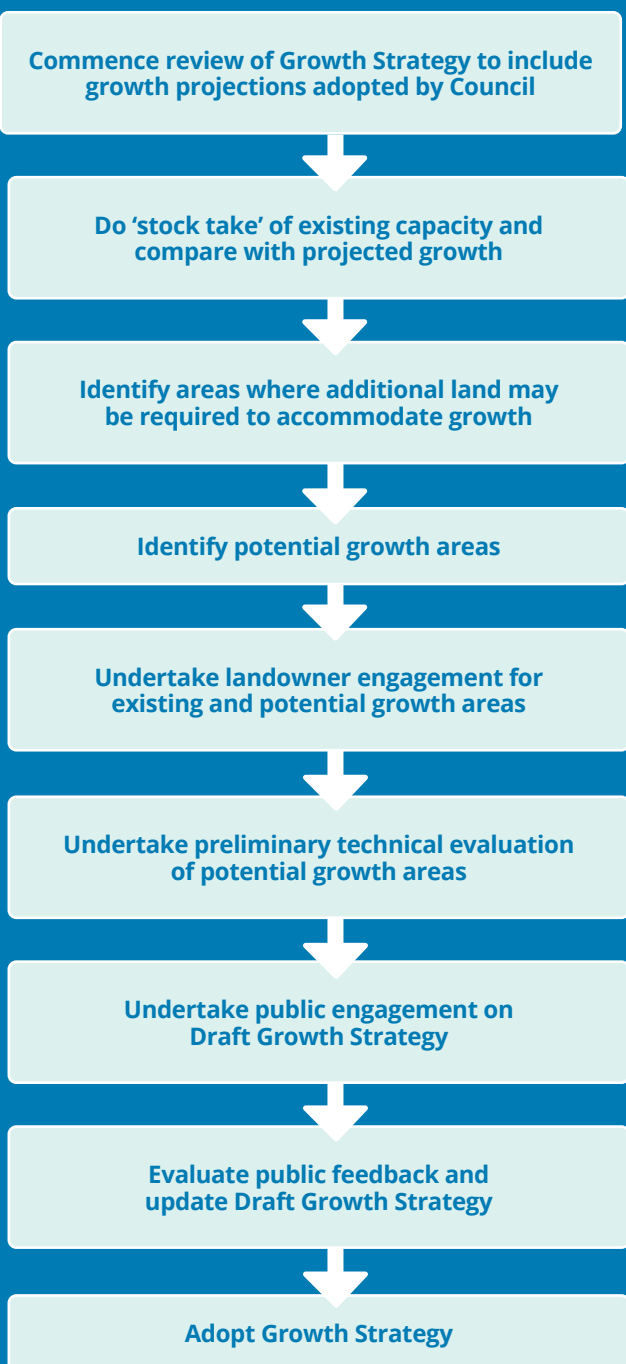 Commence review of Growth Strategy to include
growth projections adopted by Council
Do ‘stock take’ of existing capacity and
compare with projected growth
Identify areas where additional land may
be required to accommodate growth
Identify potential growth areas
Undertake landowner engagement for
existing and potential growth areas
Undertake preliminary technical evaluation
of potential growth areas
Undertake public engagement on
Draft Growth Strategy
Evaluate public feedback and
update Draft Growth Strategy
Adopt Growth Strategy